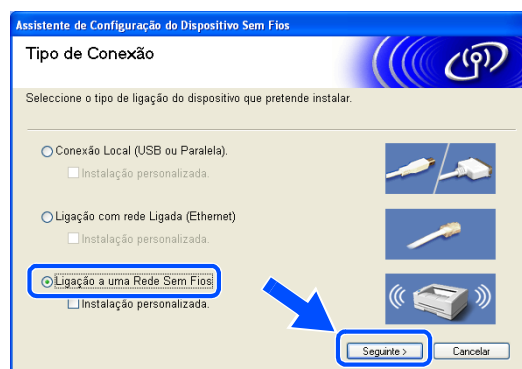 Assistente de Configuração do Dispositivo Sem Fios
Tipo de Conexão
Seleccione o tipo de ligação do dispositivo que pretende instalar.
Conexão Local (USB ou Paralela).
Instalação personalizada.
Ligação com rede Ligada (Ethernet)
Instalação personalizada.
Ligação a uma Rede Sem Fios
Instalação personalizada.
Seguinte > Cancelar